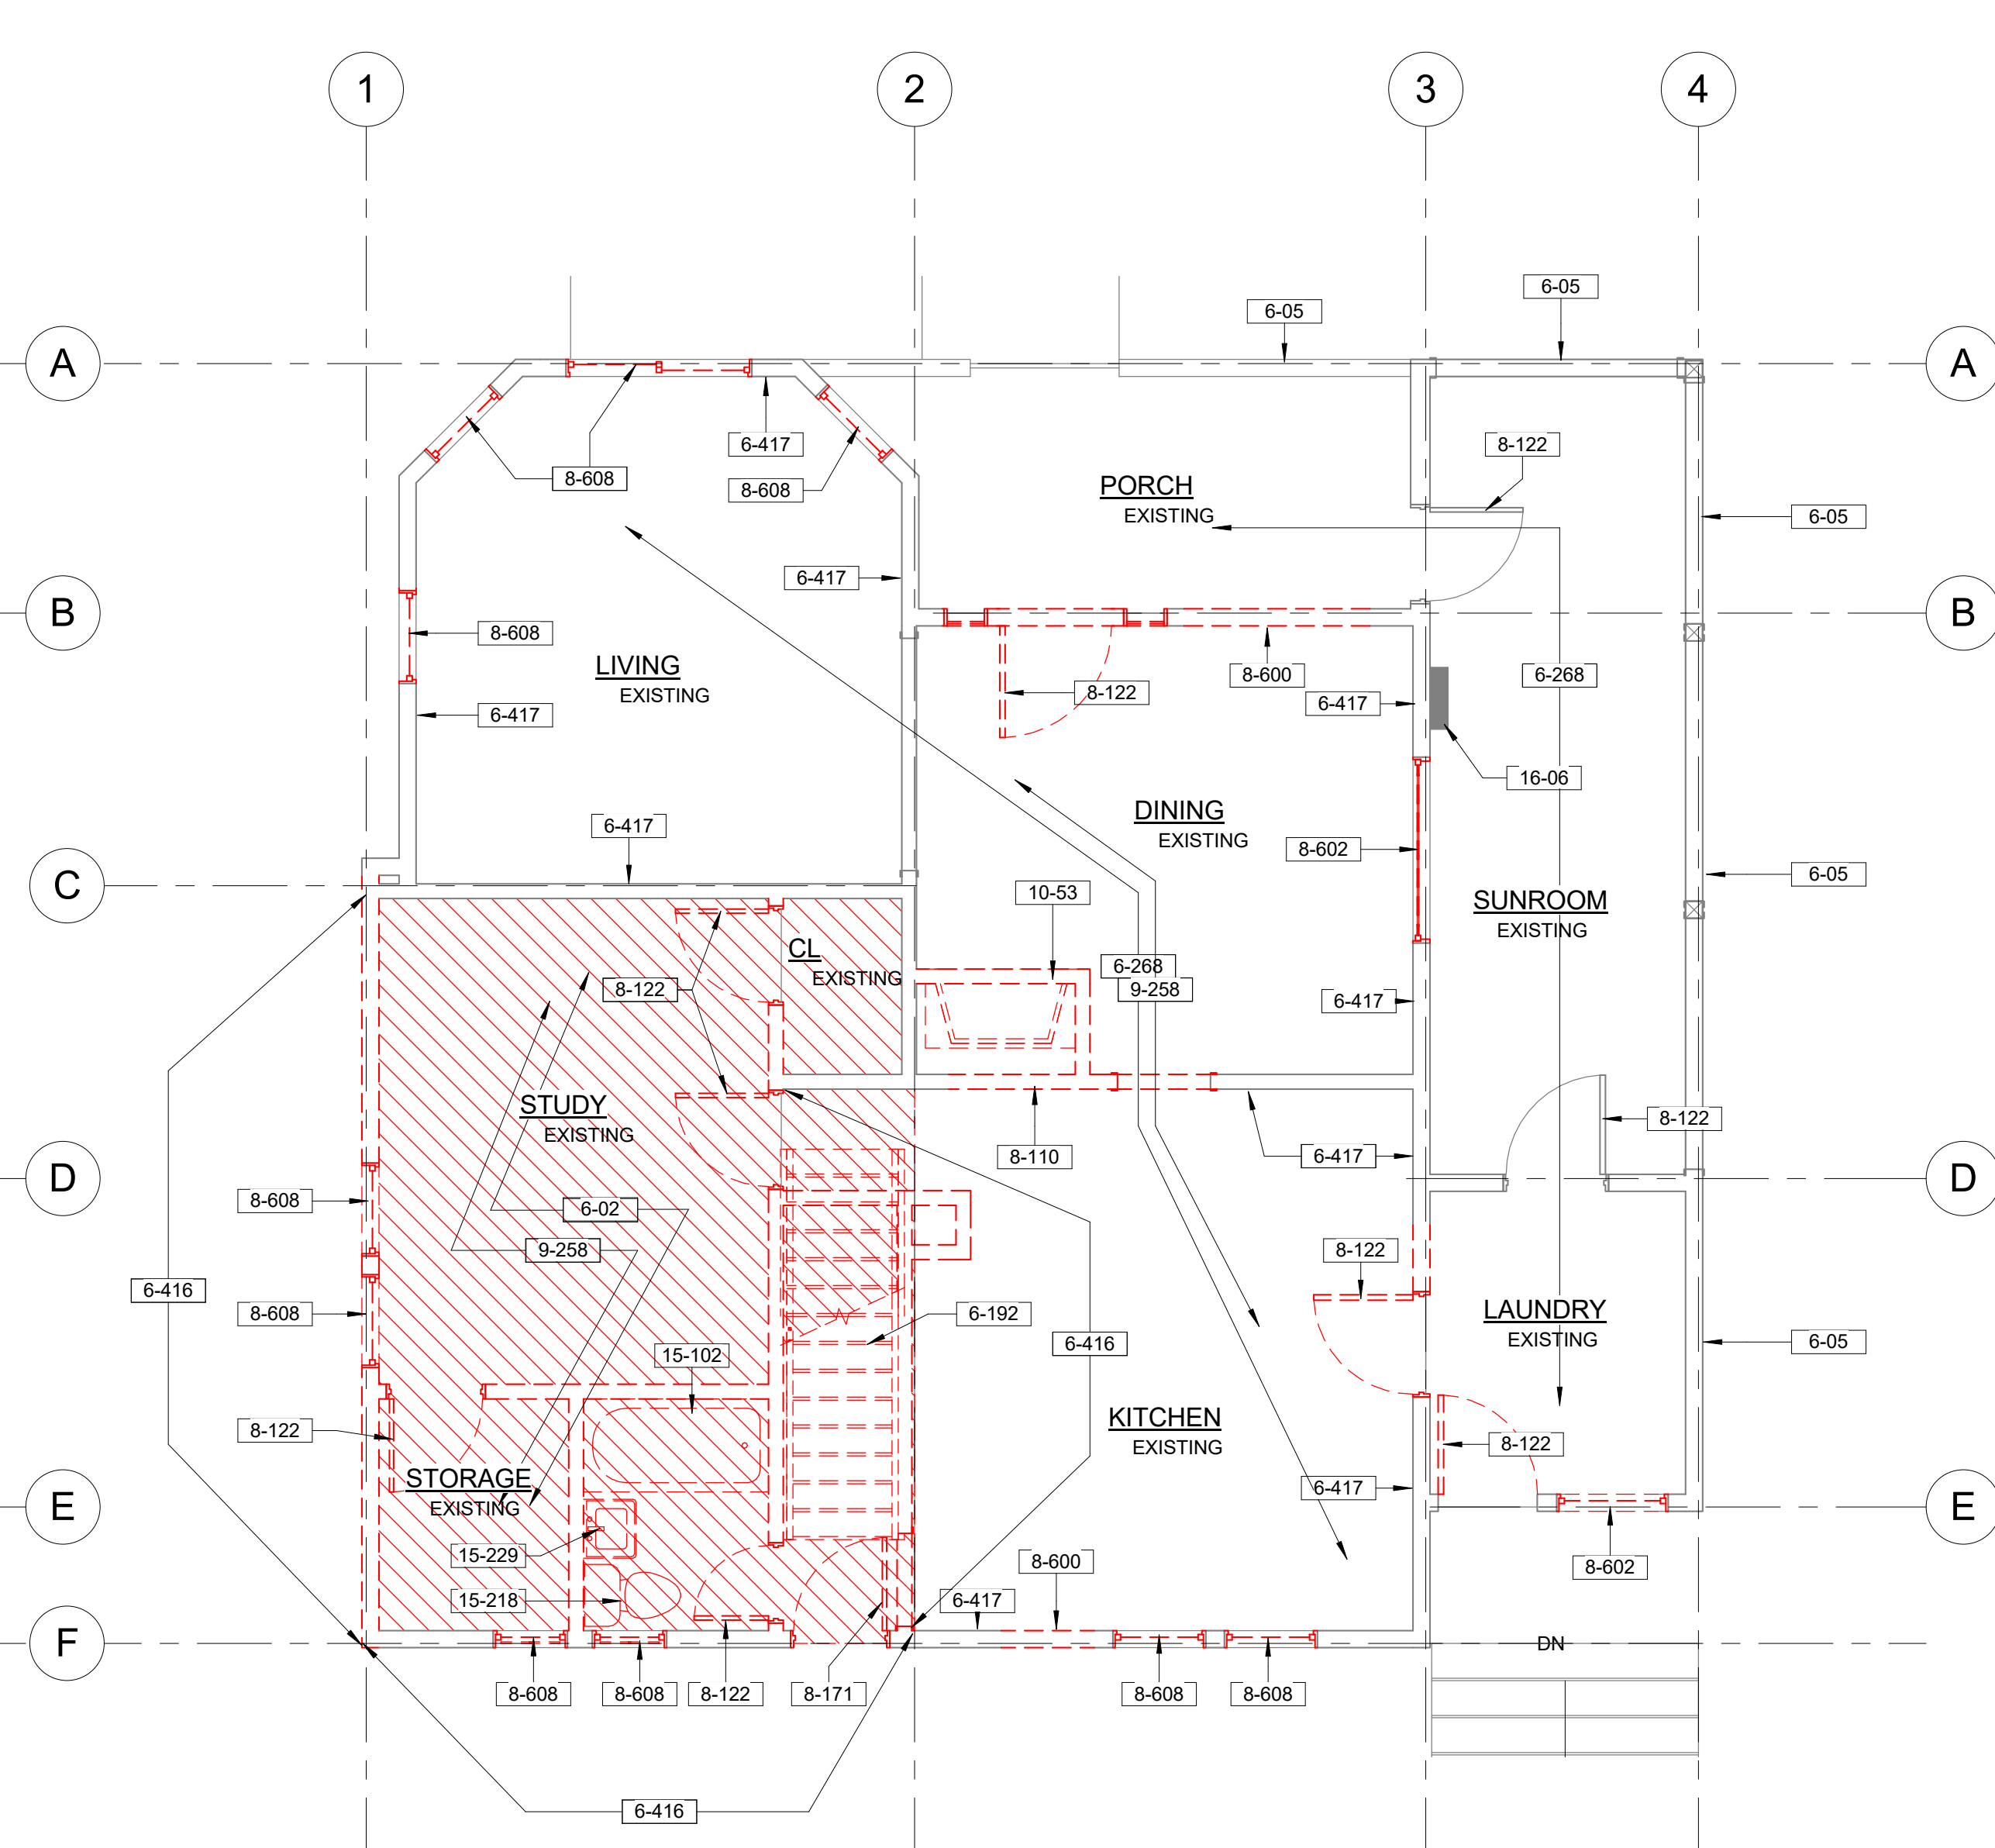 1
2
3
4
6-05
6-05
A
A
6-417
8-122
8-608
8-608
PORCH
EXISTING
6-05
6-417
B
B
8-608
LIVING
EXISTING
8-600
6-268
8-122
6-417
6-417
16-06
DINING
EXISTING
6-417
8-602
C
10-53
6-05
SUNROOM
EXISTING
CL
EXISTING
6-268
8-122
9-258
6-417
STUDY
EXISTING
8-122
8-110
6-417
D
D
8-608
6-02
9-258
8-122
6-416
8-608
6-192
LAUNDRY
EXISTING
6-416
6-05
15-102
KITCHEN
EXISTING
8-122
8-122
STORAGE
EXISTING
6-417
E
E
15-229
8-600
8-602
15-218
6-417
F
DN
8-608
8-608
8-122
8-171
8-608
8-608
6-416